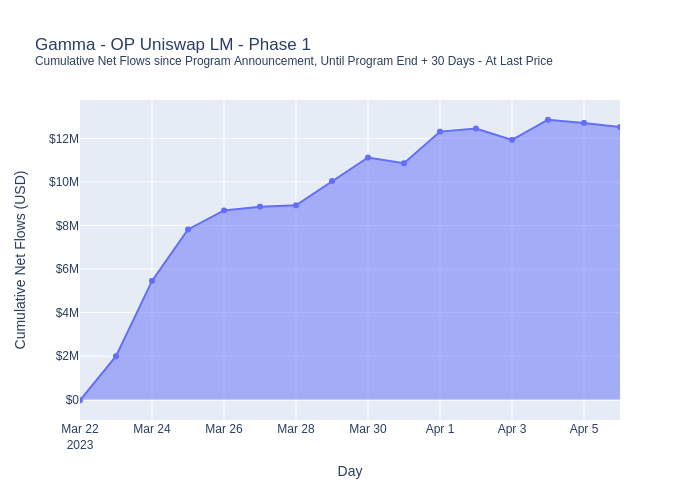 Gamma - OP Uniswap LM - Phase 1
Cumulative Net Flows since Program Announcement, Until Program End + 30 Days - At Last Price
Cumulative Net Flows (USD)
$12M
$10M
$8M
$6M
$4M
$2M
$0
Mar 22 Mar 24 Mar 26 Mar 28 Mar 30 Apr 1 Apr 3 Apr 5
2023
Day